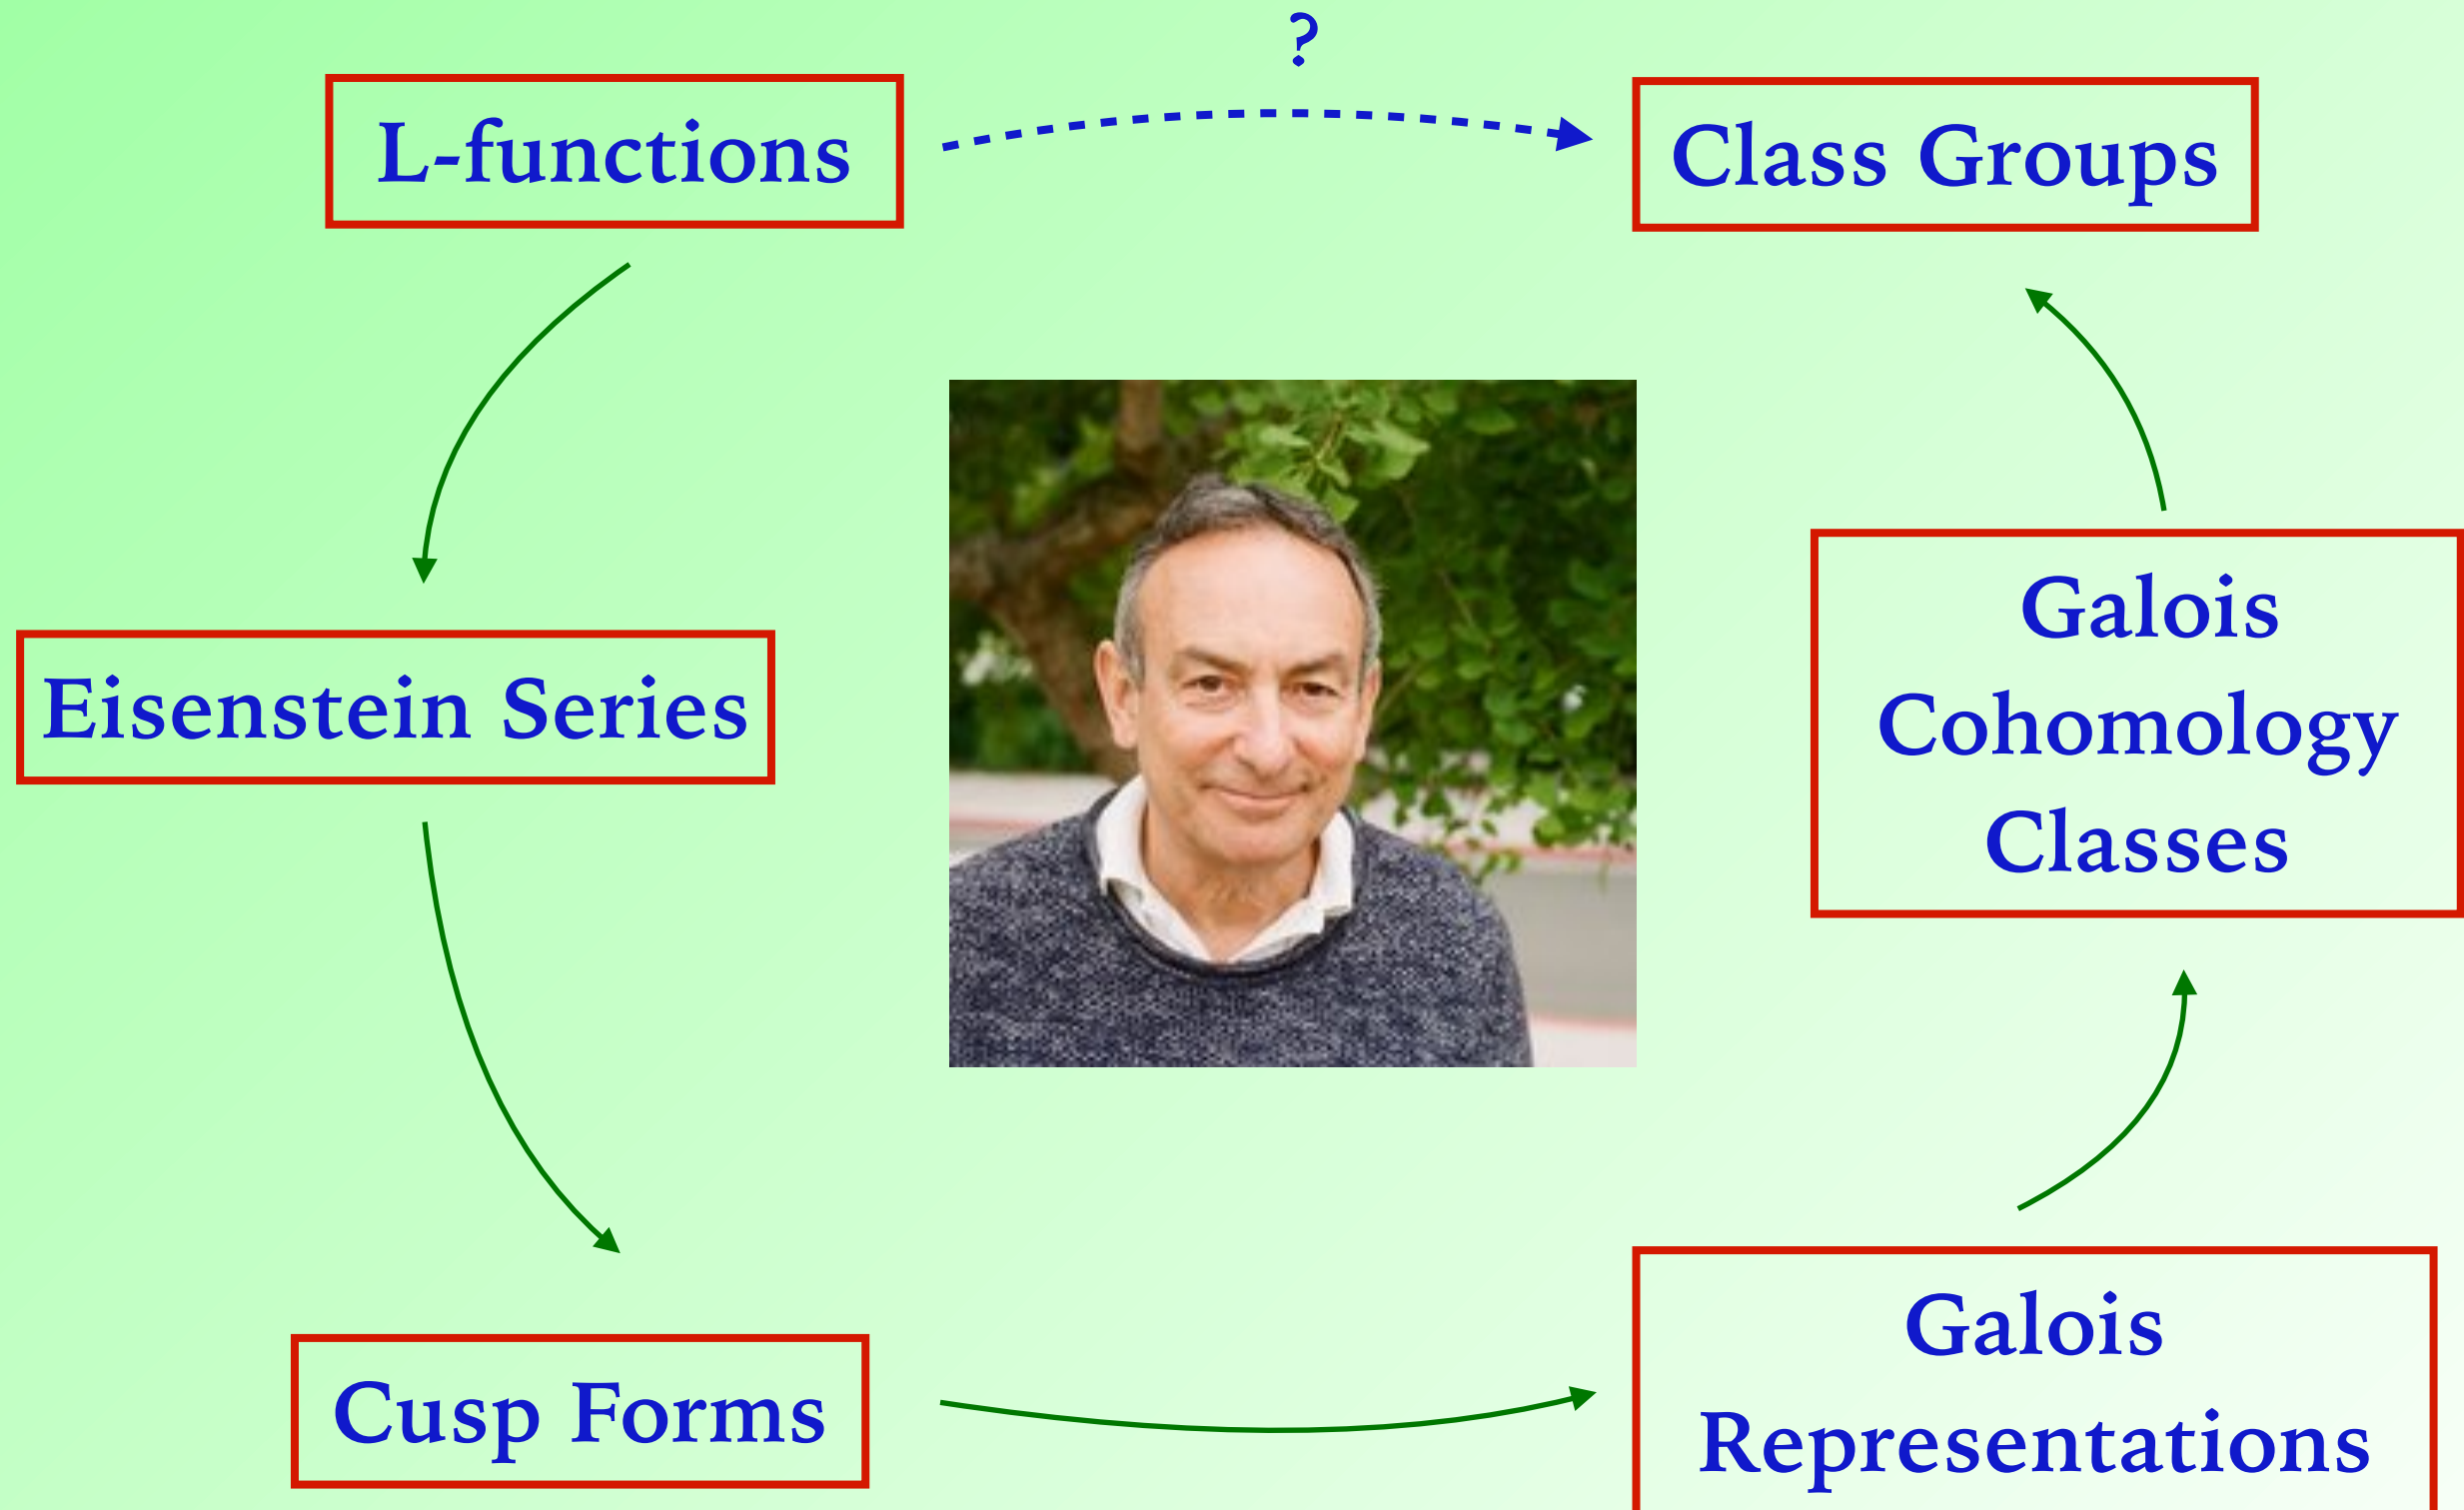 ?
L-functions
Class Groups
Eisenstein Series
Galois
Cohomology
Classes
Cusp Forms
Galois
Representations